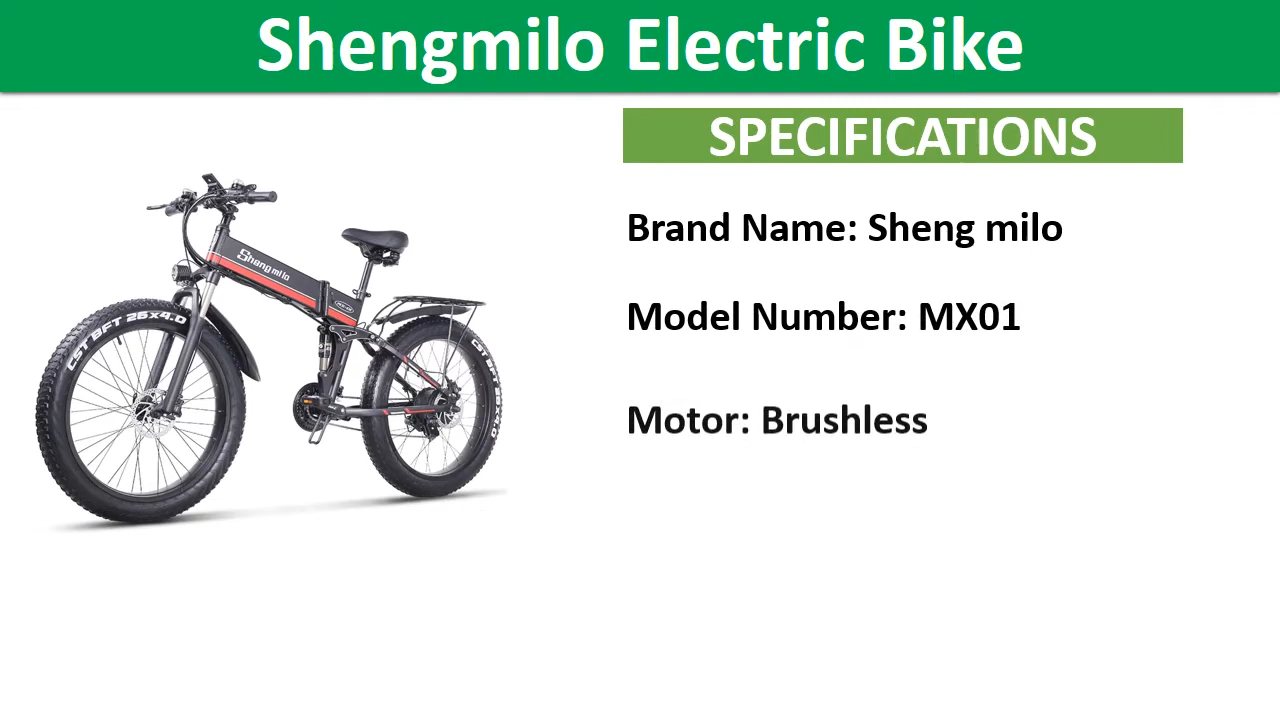 Shengmilo Electric Bike
SPECIFICATIONS
Brand Name: Sheng milo
Model Number: MX01
Motor: Brushless
Shengmilo
CST BFT 26x4.0
CST BFT 26x4.0